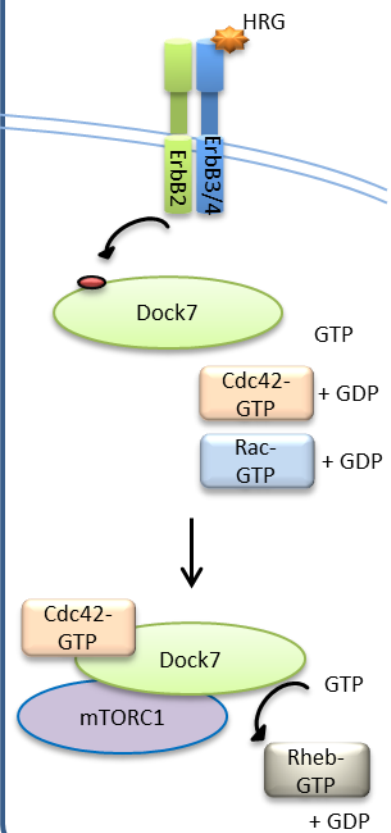 HRG
ErbB2
ErbB3/4
Dock7
GTP
Cdc42-
GTP
+ GDP
Rac-
GTP
+ GDP
Cdc42-
GTP
Dock7
GTP
mTORC1
Rheb-
GTP
+ GDP